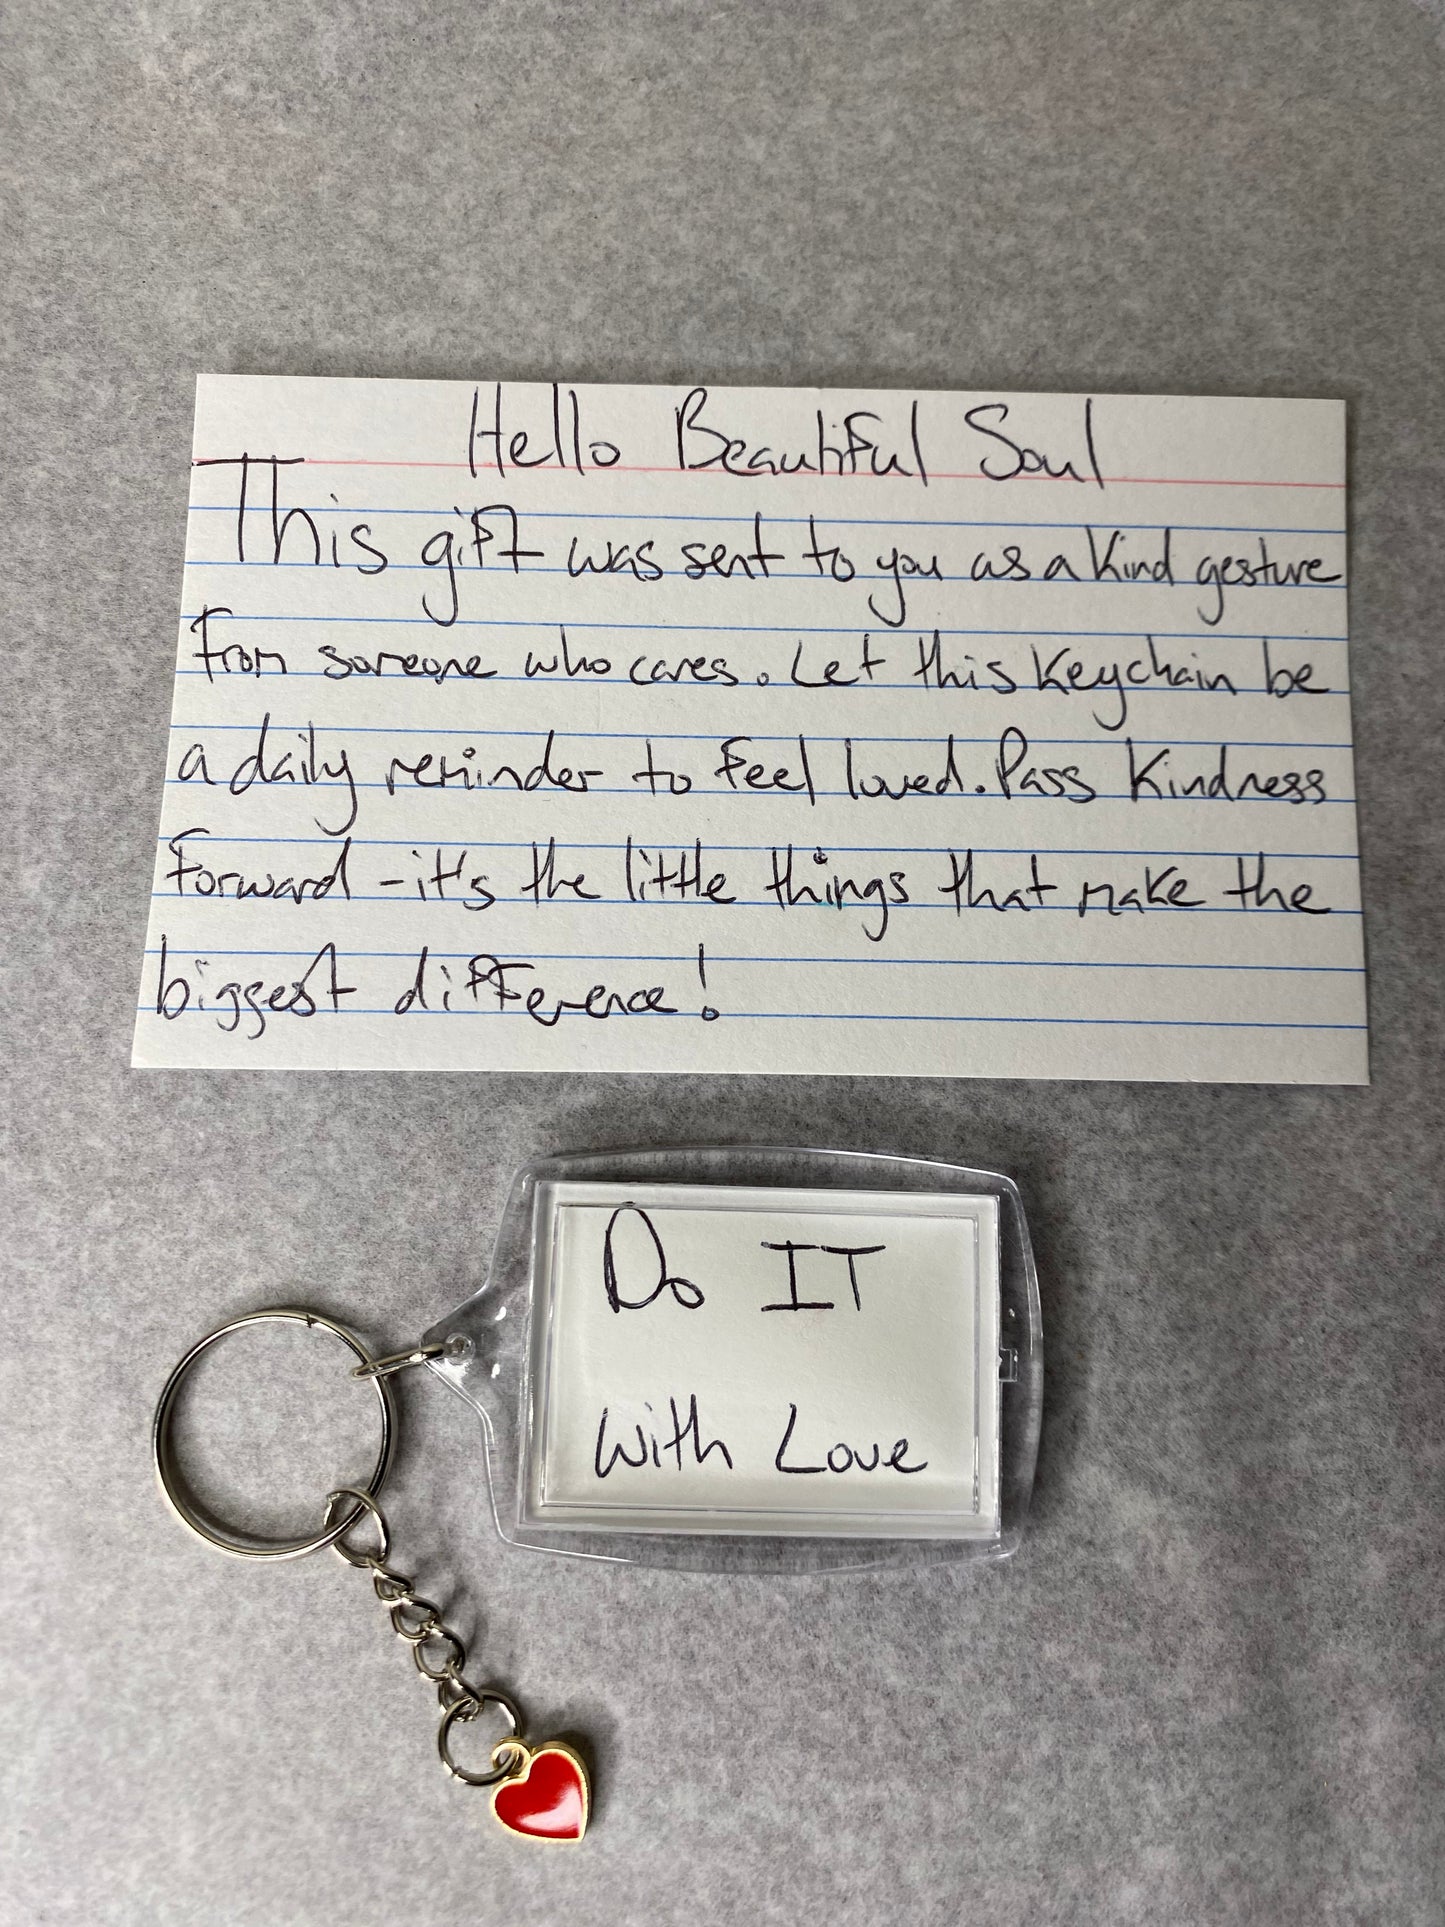 Hello Beautiful Soul
This gift was sent to you as a kind gesture
from someone who cares. Let this keychain be
a daily reminder to feel loved. Pass kindness
forward - it's the little things that make the
biggest difference!
Do IT
with Love